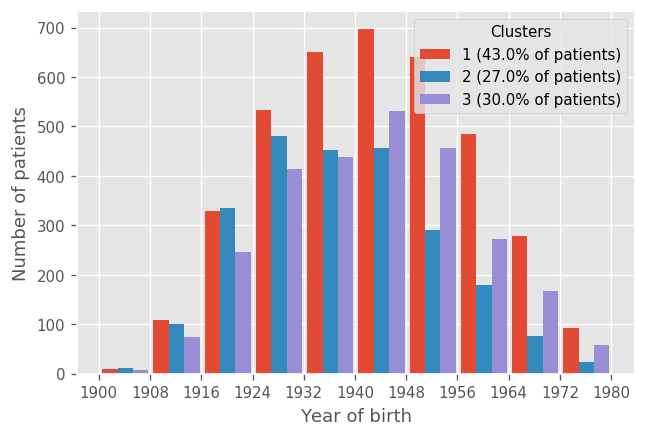 700
600
500
400
300
200
100
0
Number of patients
Clusters
1 (43.0% of patients)
2 (27.0% of patients)
3 (30.0% of patients)
1900 1908 1916 1924 1932 1940 1948 1956 1964 1972 1980
Year of birth